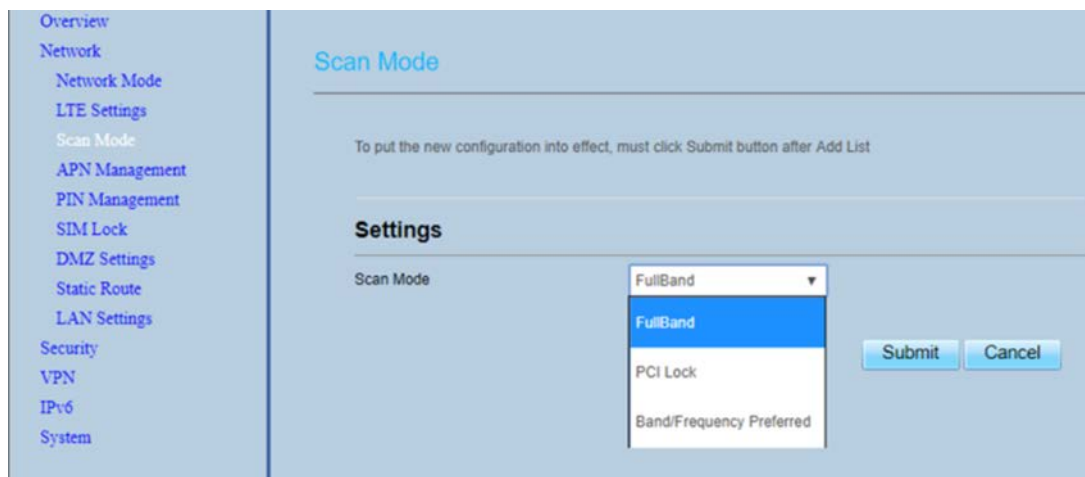 Overview
Network
Network Mode
LTE Settings
Scan Mode
APN Management
PIN Management
SIM Lock
DMZ Settings
Static Route
LAN Settings
Security
VPN
IPv6
System
Scan Mode
To put the new configuration into effect, must click Submit button after Add List
Settings
Scan Mode
FullBand
FullBand
PCI Lock
Band/Frequency Preferred
Submit
Cancel